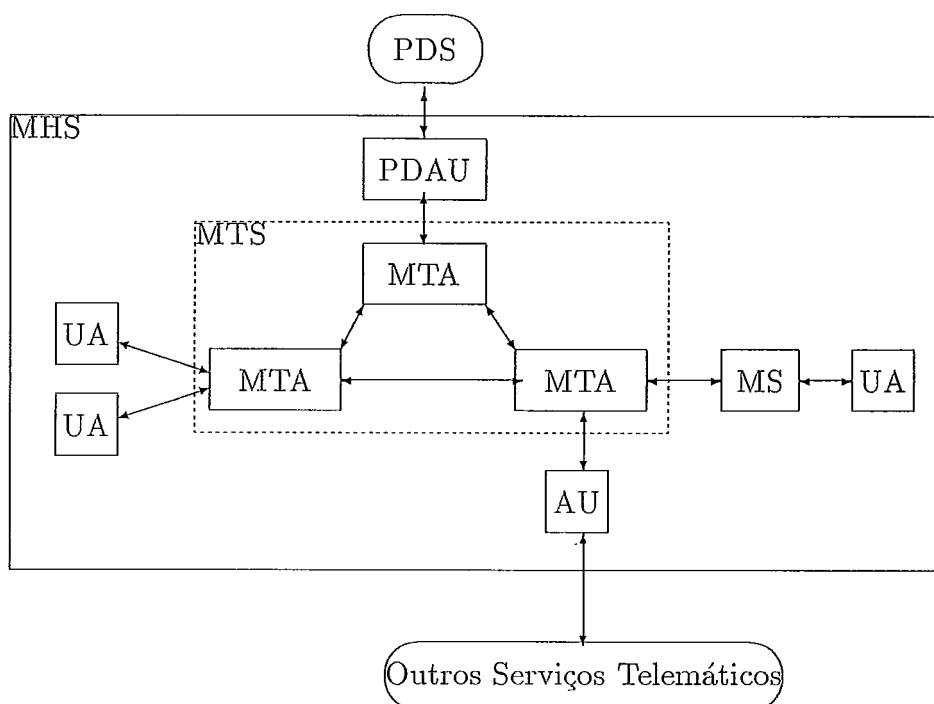 PDS
MHS
PDAU
MTS
MTA
UA
MTA
MTA
MS
UA
UA
AU
Outros Serviços Telemáticos